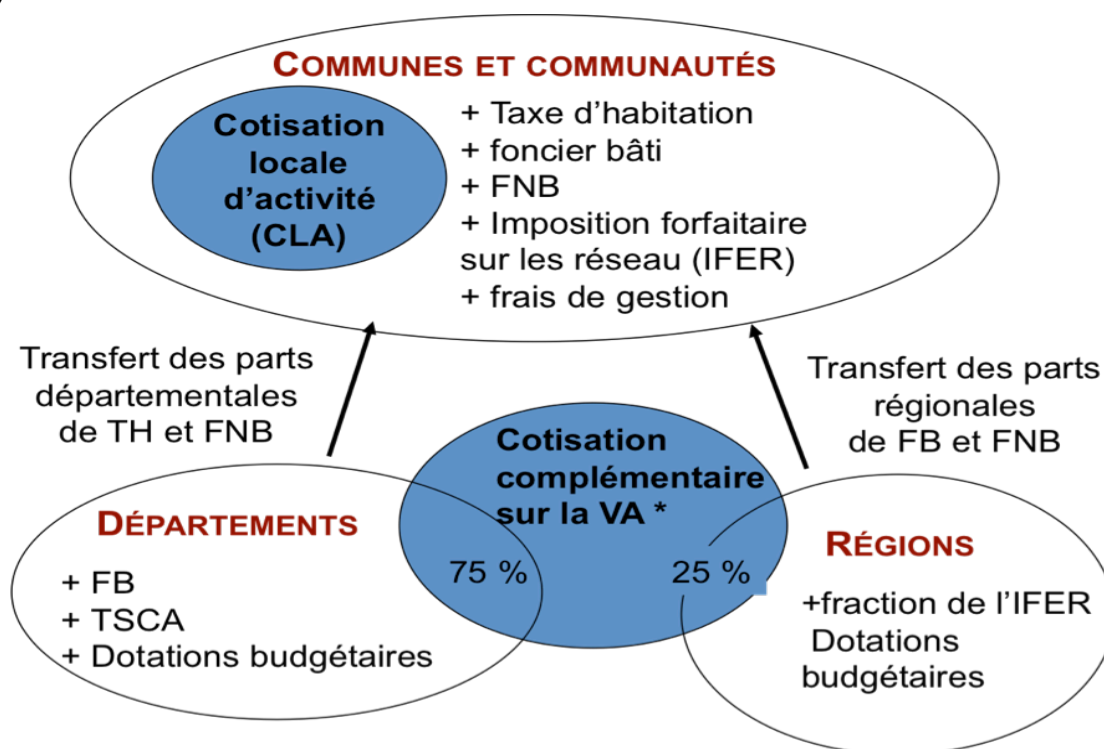 COMMUNES ET COMMUNAUTÉS
Cotisation
locale
d'activité
(CLA)
+ Taxe d'habitation
+ foncier bâti
+ FNB
+ Imposition forfaitaire
sur les réseau (IFER)
+ frais de gestion
Transfert des parts
départementales
de TH et FNB
Transfert des parts
régionales
de FB et FNB
Cotisation
complémentaire
sur la VA *
75 %
25 %
DÉPARTEMENTS
+ FB
+ TSCA
+ Dotations budgétaires
RÉGIONS
+fraction de l'IFER
Dotations
budgétaires